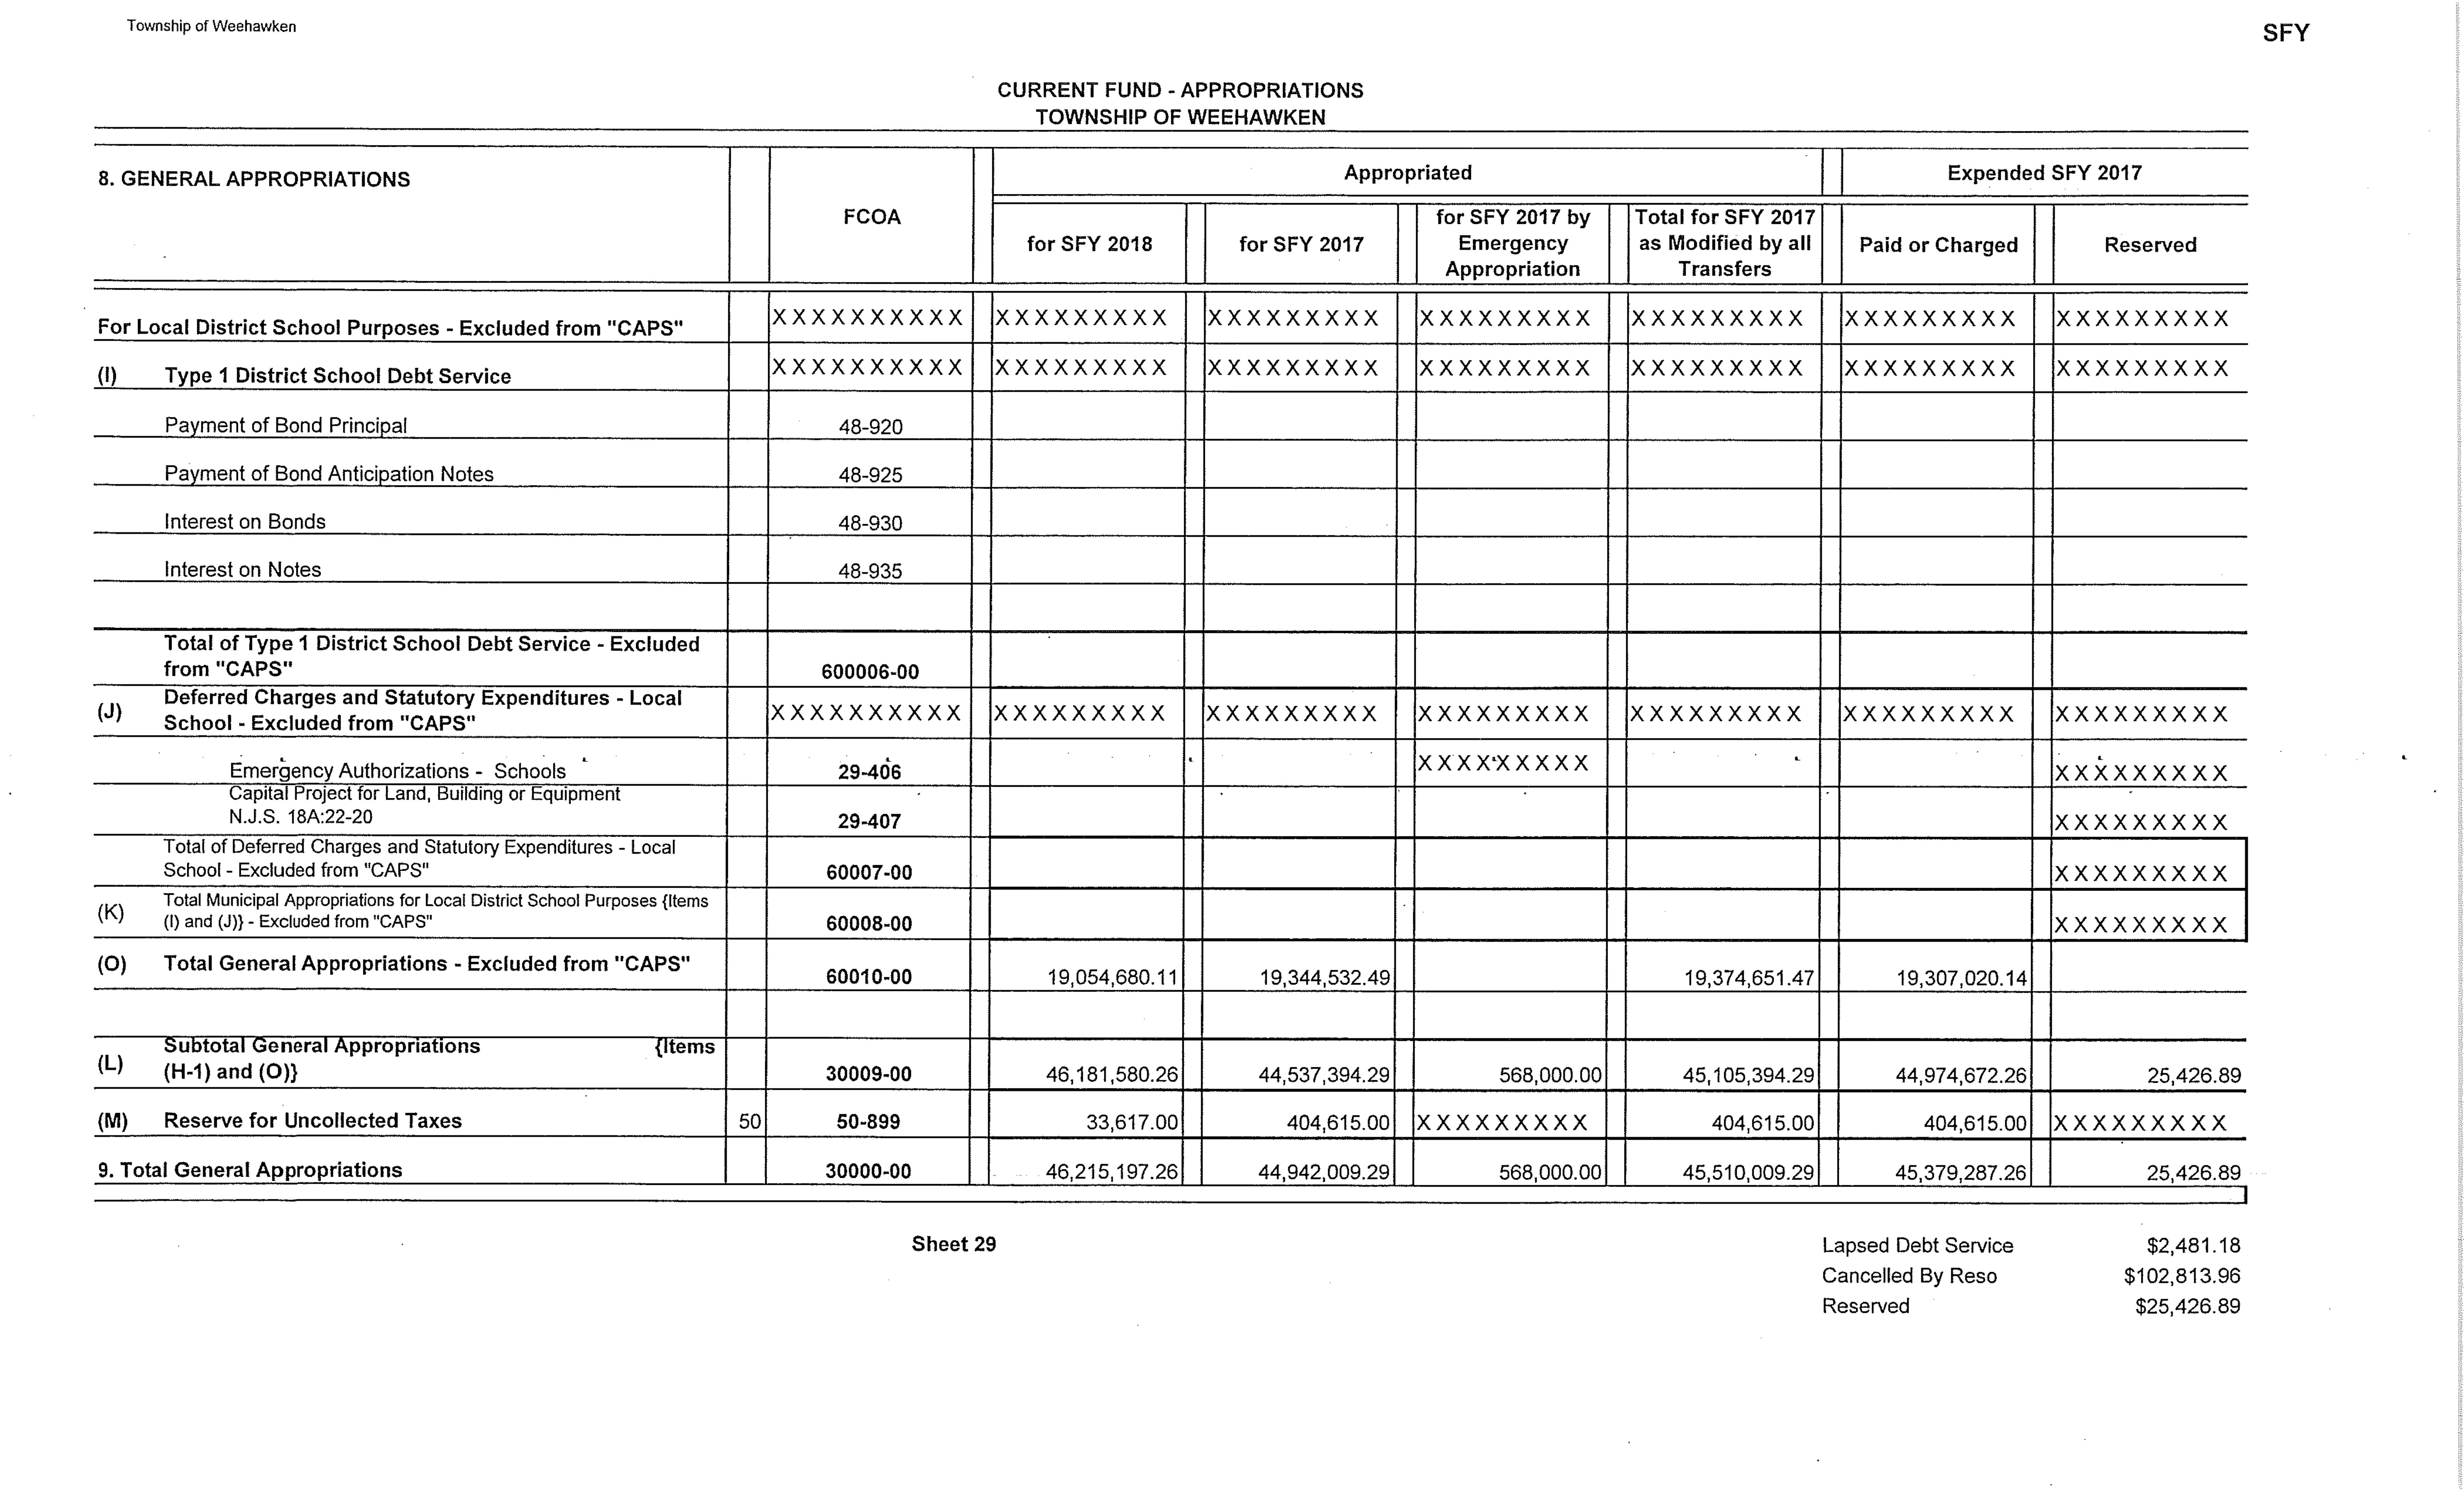 Township of Weehawken
SFY
CURRENT FUND - APPROPRIATIONS
TOWNSHIP OF WEEHAWKEN
8. GENERAL APPROPRIATIONS
FCOA
Appropriated
Expended SFY 2017
for SFY 2018
for SFY 2017
for SFY 2017 by
Emergency
Appropriation
Total for SFY 2017
as Modified by all
Transfers
Paid or Charged
Reserved
For Local District School Purposes - Excluded from "CAPS" XXXXXXXXXX XXXXXXXXX XXXXXXXXX XXXXXXXXX XXXXXXXXX XXXXXXXXX XXXXXXXXX
(I) Type 1 District School Debt Service XXXXXXXXXX XXXXXXXXX XXXXXXXXX XXXXXXXXX XXXXXXXXX XXXXXXXXX XXXXXXXXX
Payment of Bond Principal 48-920
Payment of Bond Anticipation Notes 48-925
Interest on Bonds 48-930
Interest on Notes 48-935
Total of Type 1 District School Debt Service - Excluded
from "CAPS" 600006-00
(J) Deferred Charges and Statutory Expenditures - Local
School - Excluded from "CAPS" XXXXXXXXXX XXXXXXXXX XXXXXXXXX XXXXXXXXX XXXXXXXXX XXXXXXXXX XXXXXXXXX
Emergency Authorizations - Schools 29-406 XXXXXXXXX XXXXXXXXX
Capital Project for Land, Building or Equipment
N.J.S. 18A:22-20 29-407 XXXXXXXXX
Total of Deferred Charges and Statutory Expenditures - Local
School - Excluded from "CAPS" 60007-00 XXXXXXXXX
(K) Total Municipal Appropriations for Local District School Purposes {Items
(I) and (J)} - Excluded from "CAPS" 60008-00 XXXXXXXXX
(O) Total General Appropriations - Excluded from "CAPS" 60010-00 19,054,680.11 19,344,532.49 19,374,651.47 19,307,020.14
(L) Subtotal General Appropriations {Items
(H-1) and (O)} 30009-00 46,181,580.26 44,537,394.29 568,000.00 45,105,394.29 44,974,672.26 25,426.89
(M) Reserve for Uncollected Taxes 50 50-899 33,617.00 404,615.00 XXXXXXXXX 404,615.00 404,615.00 XXXXXXXXX
9. Total General Appropriations 30000-00 46,215,197.26 44,942,009.29 568,000.00 45,510,009.29 45,379,287.26 25,426.89
Sheet 29
Lapsed Debt Service $2,481.18
Cancelled By Reso $102,813.96
Reserved $25,426.89